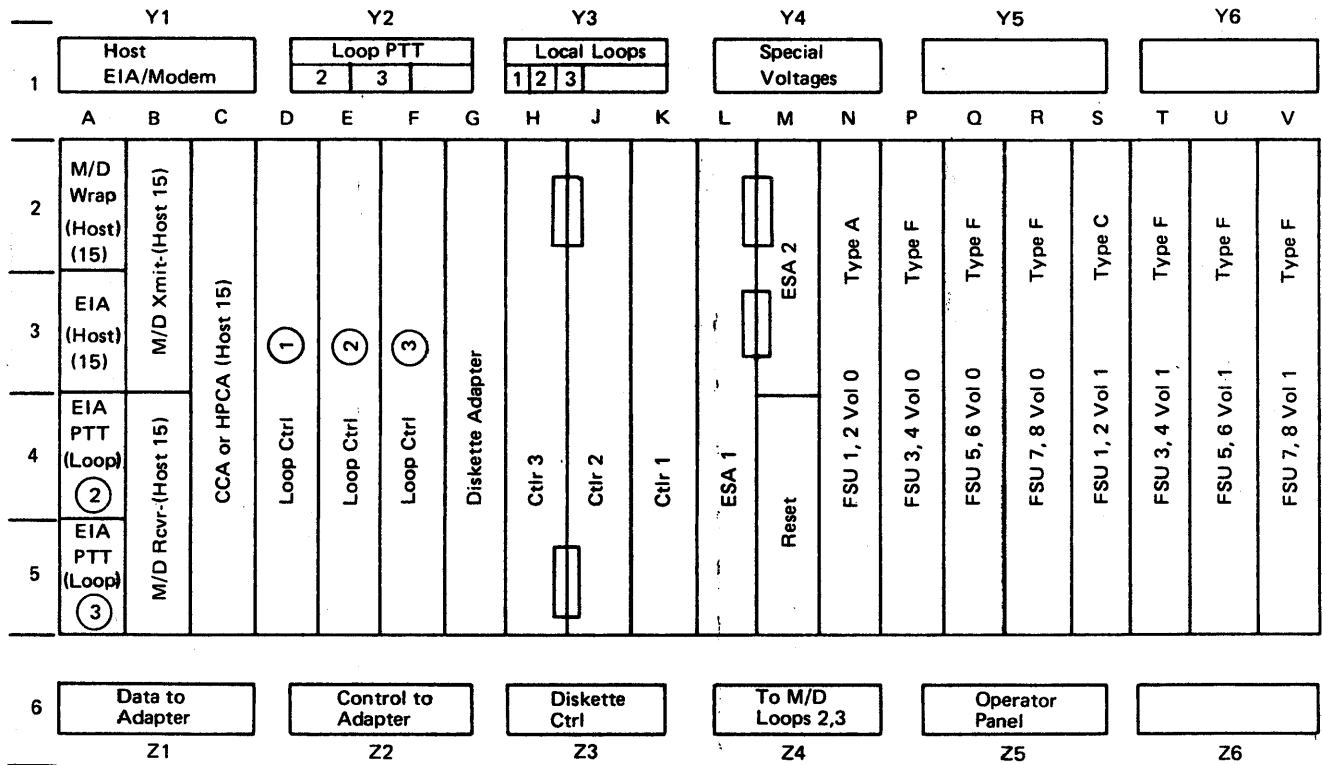 Y1 Y2 Y3 Y4 Y5 Y6
1
Host
EIA/Modem
Loop PTT
2 3
Local Loops
1 2 3
Special
Voltages
A B C D E F G H J K L M N P Q R S T U V
2
3
4
5
M/D
Wrap
(Host)
(15)
EIA
(Host)
(15)
EIA
PTT
(Loop)
2
EIA
PTT
(Loop)
3
M/D Xmit-(Host 15)
M/D Rcvr-(Host 15)
CCA or HPCA (Host 15)
Loop Ctrl 1
Loop Ctrl 2
Loop Ctrl 3
Diskette Adapter
Ctlr 3
Ctlr 2
Ctlr 1
ESA 1
ESA 2
Reset
FSU 1, 2 Vol 0 Type A
FSU 3, 4 Vol 0 Type F
FSU 5, 6 Vol 0 Type F
FSU 7, 8 Vol 0 Type F
FSU 1, 2 Vol 1 Type C
FSU 3, 4 Vol 1 Type F
FSU 5, 6 Vol 1 Type F
FSU 7, 8 Vol 1 Type F
6
Data to
Adapter
Control to
Adapter
Diskette
Ctrl
To M/D
Loops 2,3
Operator
Panel
Z1 Z2 Z3 Z4 Z5 Z6